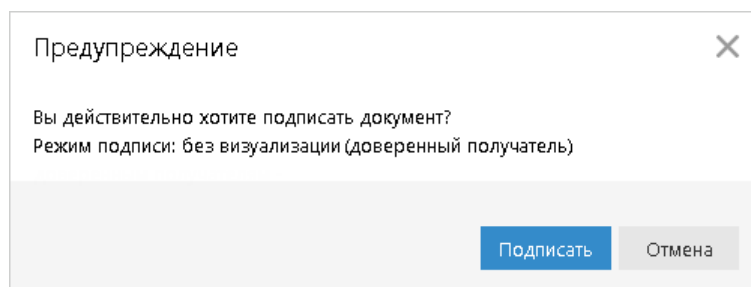 Предупреждение
Вы действительно хотите подписать документ?
Режим подписи: без визуализации (доверенный получатель)
Подписать
Отмена